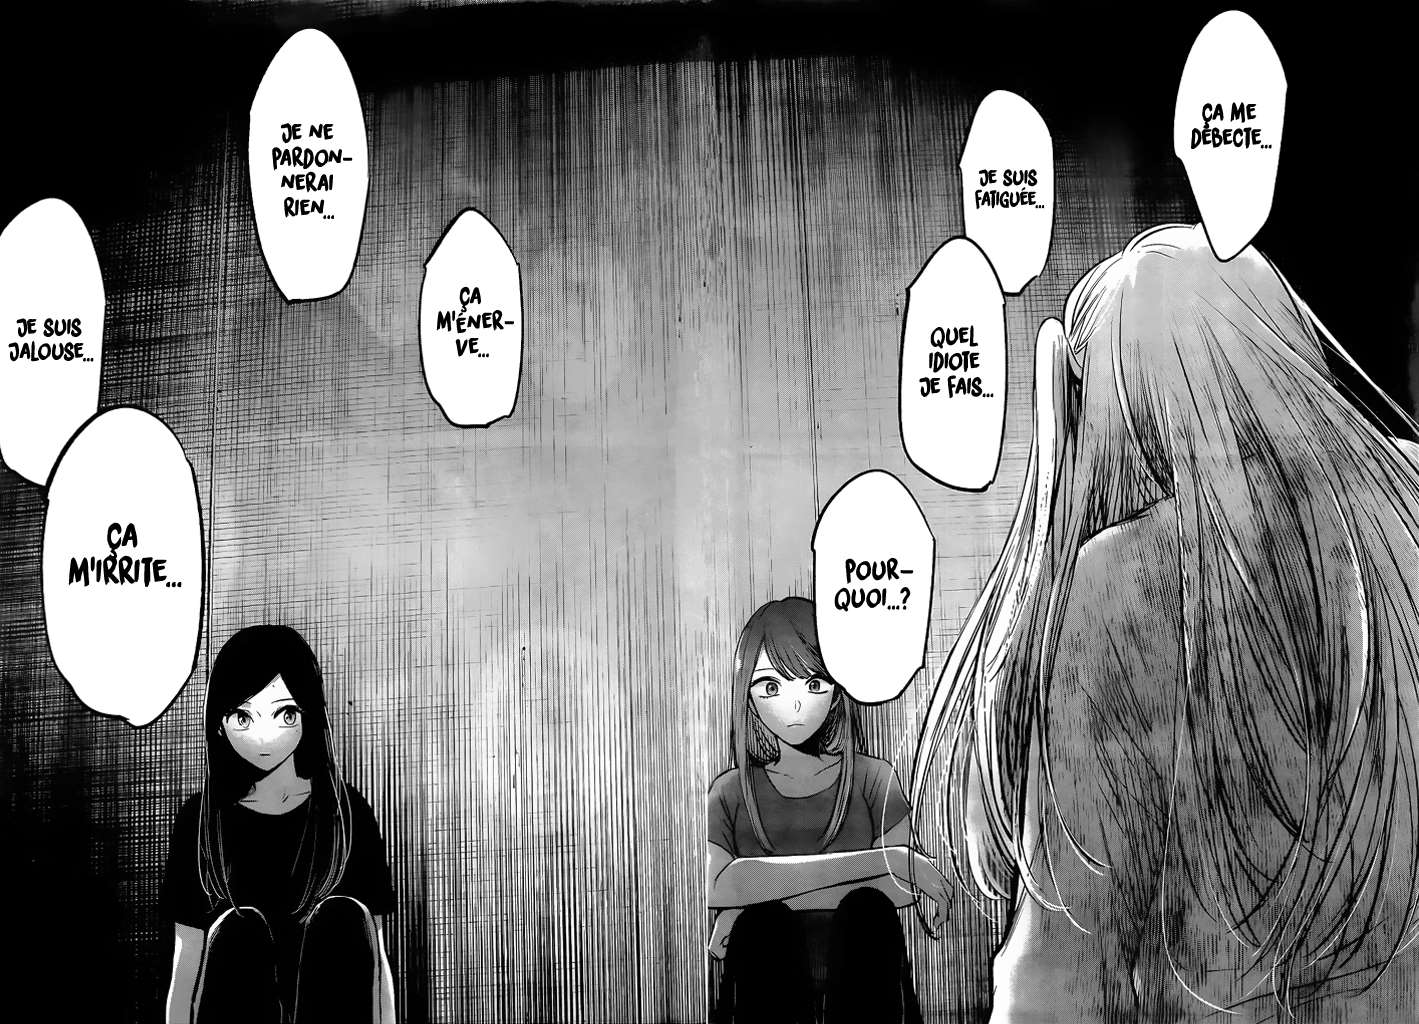 ÇA ME
DÉBECTE...
JE SUIS
FATIGUÉE...
QUEL
IDIOTE
JE FAIS...
POUR-
QUOI...?
ÇA
M'ÉNER-
VE...
JE NE
PARDON-
NERAI
RIEN...
JE SUIS
JALOUSE...
ÇA
M'IRRITE...